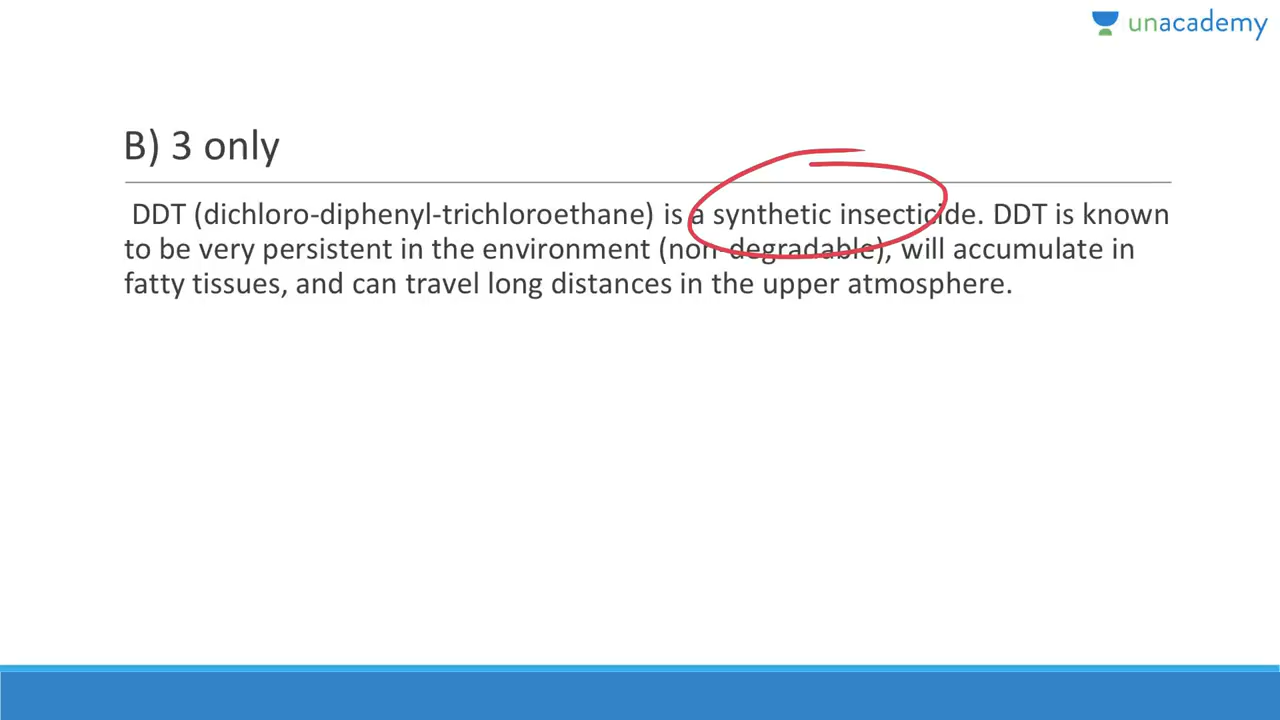 unacademy
B) 3 only
DDT (dichloro-diphenyl-trichloroethane) is a synthetic insecticide. DDT is known
to be very persistent in the environment (non-degradable), will accumulate in
fatty tissues, and can travel long distances in the upper atmosphere.